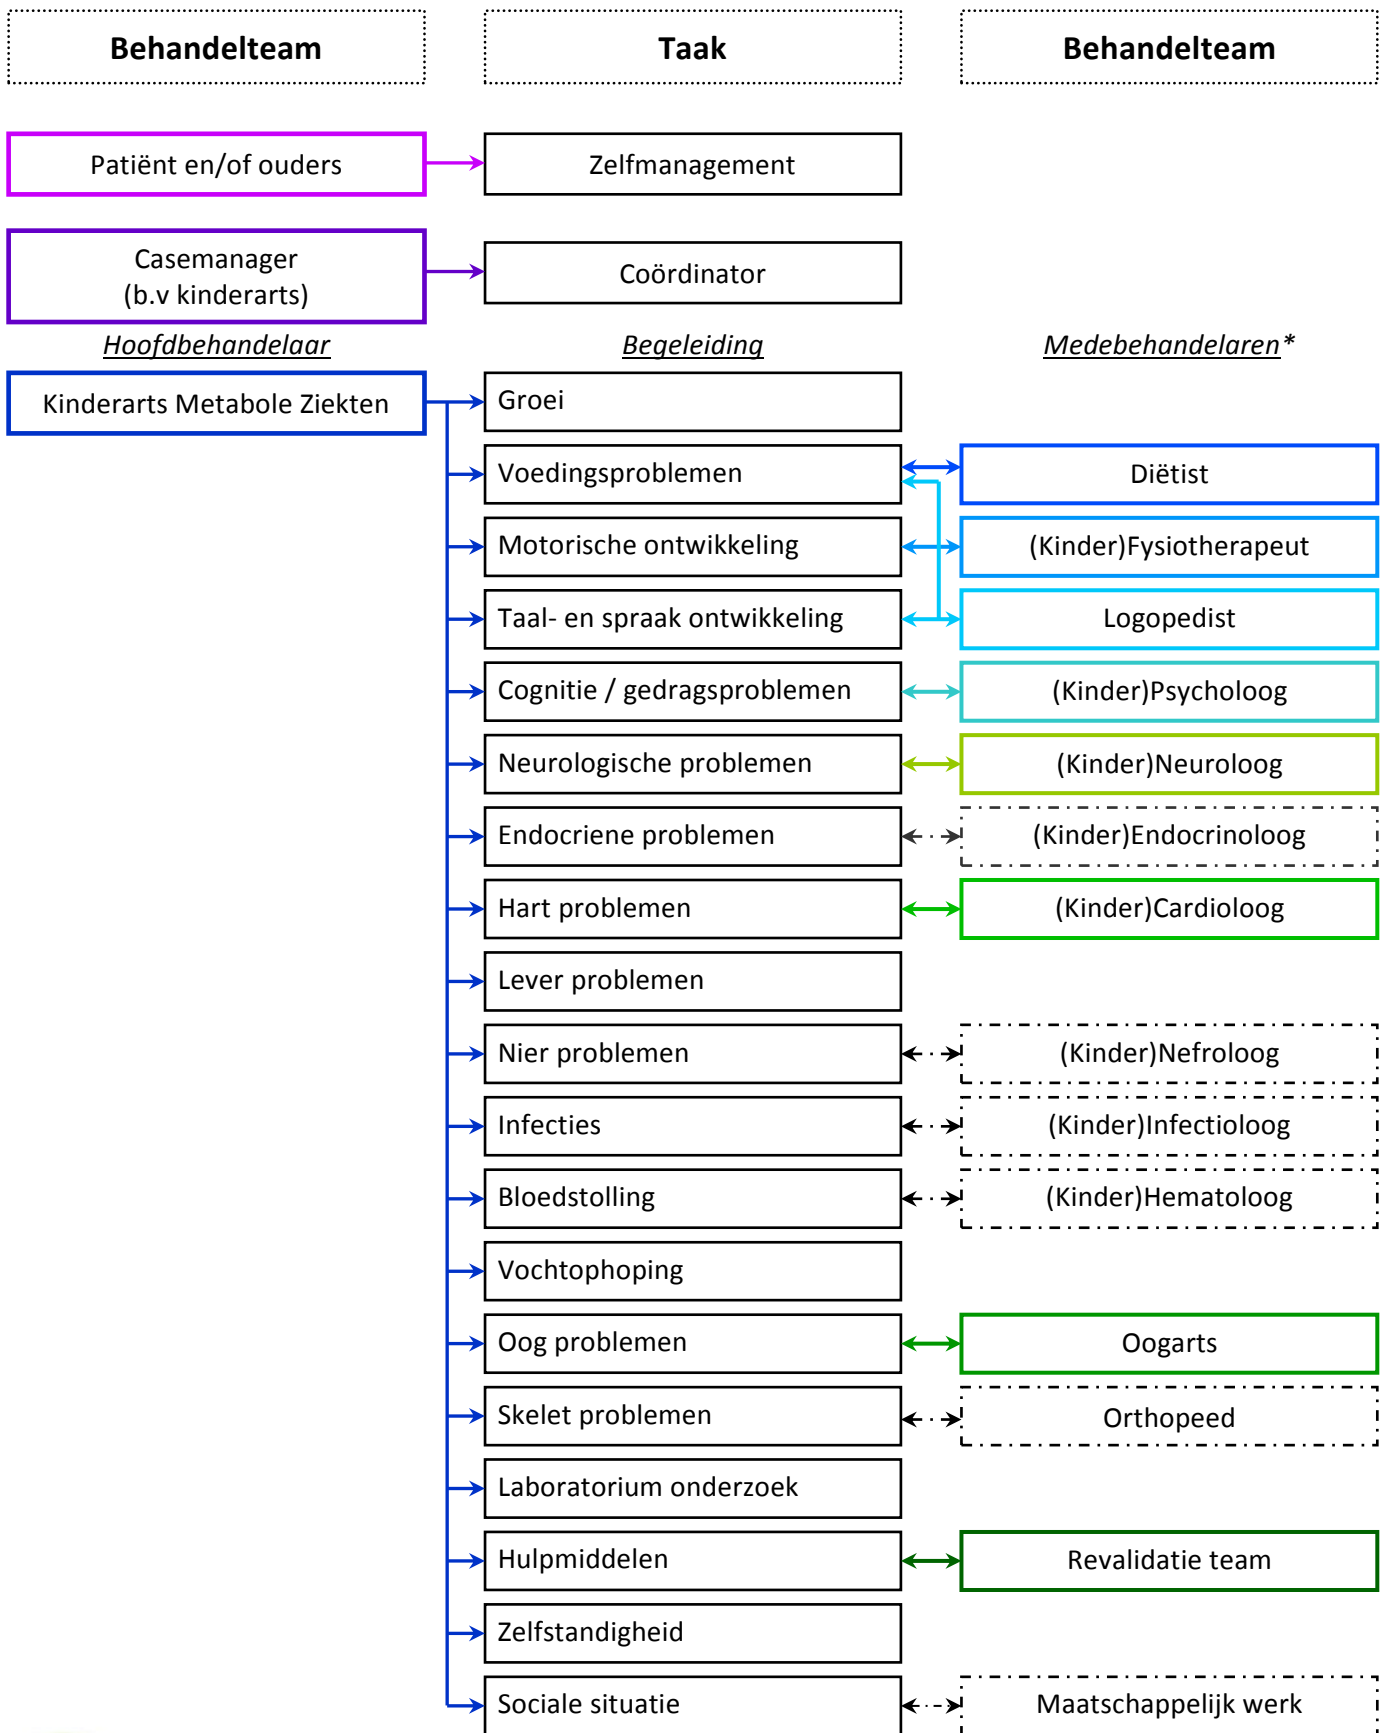 Behandelteam Taak Behandelteam
Patiënt en/of ouders Zelfmanagement
Casemanager
(b.v kinderarts) Coördinator
Hoofdbehandelaar Begeleiding Medebehandelaren*
Kinderarts Metabole Ziekten Groei
Voedingsproblemen Diëtist
Motorische ontwikkeling (Kinder)Fysiotherapeut
Taal- en spraak ontwikkeling Logopedist
Cognitie / gedragsproblemen (Kinder)Psycholoog
Neurologische problemen (Kinder)Neuroloog
Endocriene problemen (Kinder)Endocrinoloog
Hart problemen (Kinder)Cardioloog
Lever problemen
Nier problemen (Kinder)Nefroloog
Infecties (Kinder)Infectioloog
Bloedstolling (Kinder)Hematoloog
Vochtophoping
Oog problemen Oogarts
Skelet problemen Orthopeed
Laboratorium onderzoek
Hulpmiddelen Revalidatie team
Zelfstandigheid
Sociale situatie Maatschappelijk werk